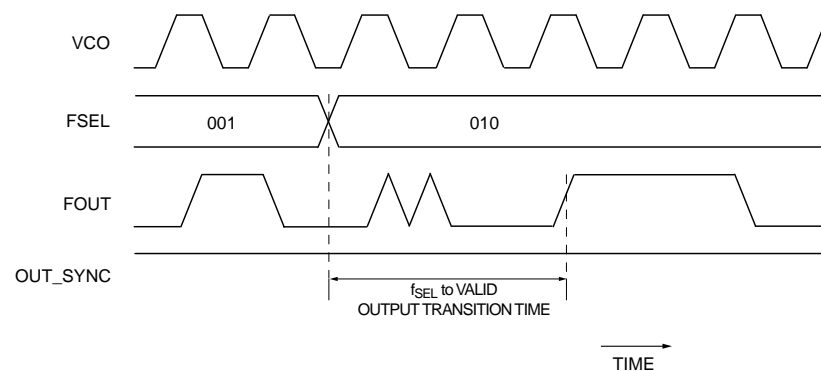 VCO
FSEL
001
010
FOUT
OUT_SYNC
fSEL to VALID
OUTPUT TRANSITION TIME
TIME